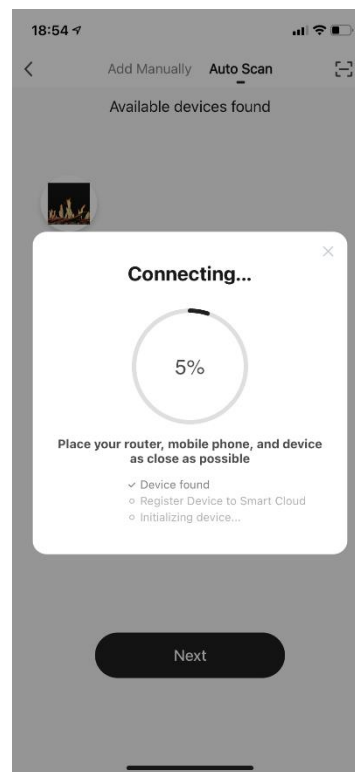 18:54
Add Manually Auto Scan
Available devices found
Connecting...
5%
Place your router, mobile phone, and device
as close as possible
Device found
Register Device to Smart Cloud
Initializing device...
Next